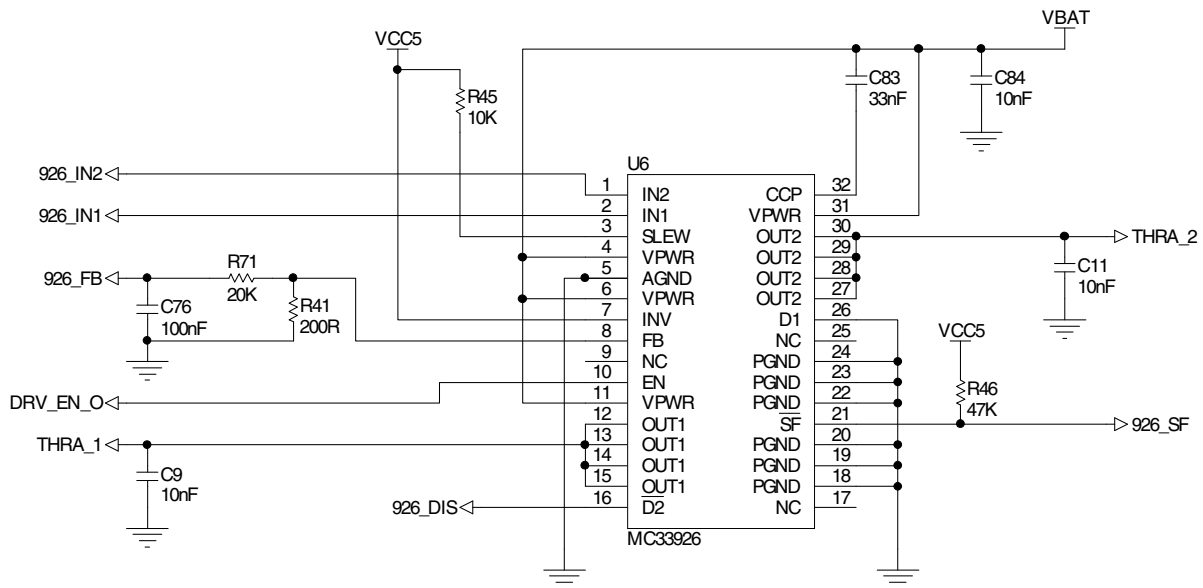 VBAT
VCC5
C83
33nF
C84
10nF
R45
10K
U6
926_IN2
1 IN2 CCP 32
926_IN1
2 IN1 VPWR 31
3 SLEW OUT2 30
THRA_2
4 VPWR OUT2 29
5 AGND OUT2 28
6 VPWR OUT2 27
7 INV D1 26
8 FB NC 25
9 NC PGND 24
10 EN PGND 23
11 VPWR PGND 22
12 OUT1 SF 21
13 OUT1 PGND 20
14 OUT1 PGND 19
15 OUT1 PGND 18
16 D2 NC 17
MC33926
926_FB
R71
20K
R41
200R
C76
100nF
C11
10nF
VCC5
R46
47K
DRV_EN_O
926_SF
THRA_1
C9
10nF
926_DIS